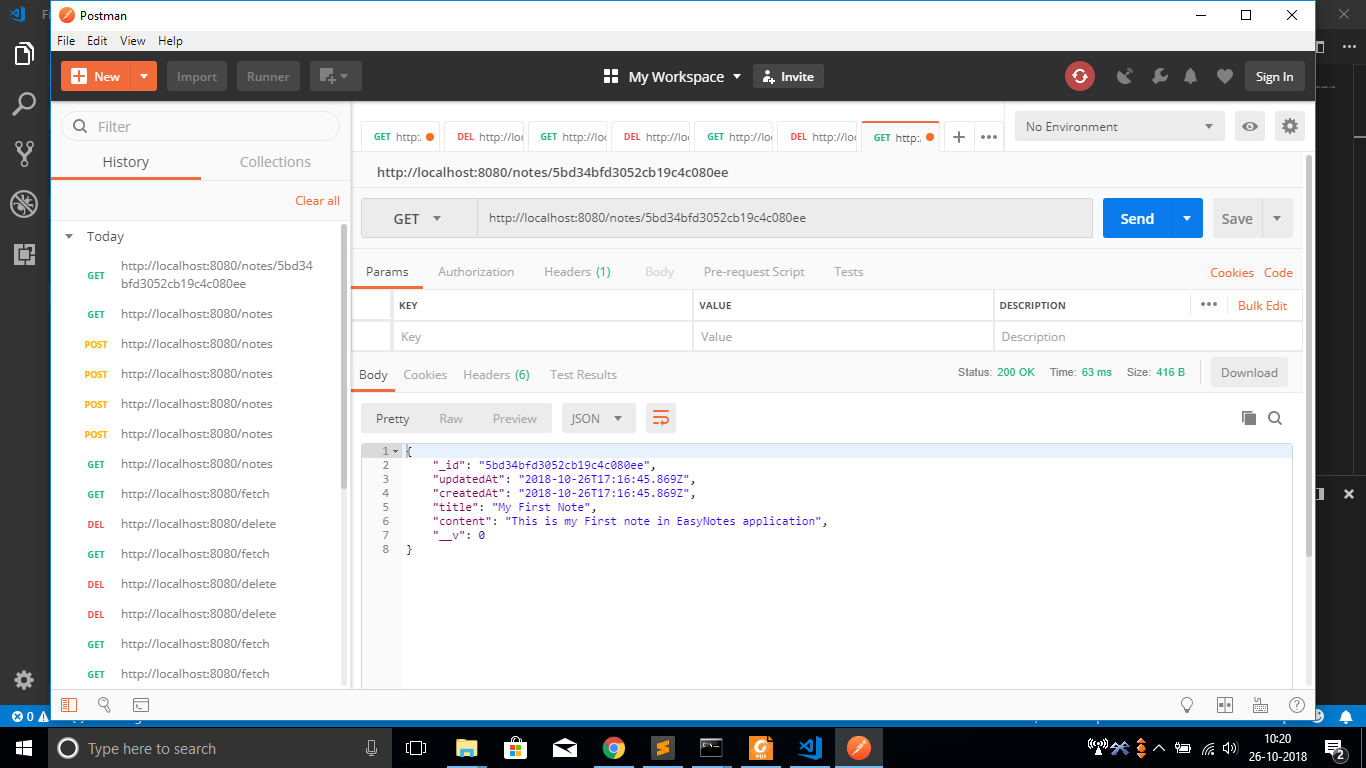 Postman
File Edit View Help
New Import Runner My Workspace Invite Sign In
Filter
History Collections
Clear all
Today
GET http://localhost:8080/notes/5bd34
bfd3052cb19c4c080ee
GET http://localhost:8080/notes
POST http://localhost:8080/notes
POST http://localhost:8080/notes
POST http://localhost:8080/notes
POST http://localhost:8080/notes
GET http://localhost:8080/notes
GET http://localhost:8080/fetch
DEL http://localhost:8080/delete
GET http://localhost:8080/fetch
DEL http://localhost:8080/delete
DEL http://localhost:8080/delete
GET http://localhost:8080/fetch
GET http://localhost:8080/fetch
GET http:. DEL http://loc GET http://loc DEL http://loc GET http://loc DEL http://loc GET http:.
No Environment
http://localhost:8080/notes/5bd34bfd3052cb19c4c080ee
GET http://localhost:8080/notes/5bd34bfd3052cb19c4c080ee Send Save
Params Authorization Headers (1) Body Pre-request Script Tests Cookies Code
KEY VALUE DESCRIPTION Bulk Edit
Key Value Description
Body Cookies Headers (6) Test Results Status: 200 OK Time: 63 ms Size: 416 B Download
Pretty Raw Preview JSON
1 {
2 "_id": "5bd34bfd3052cb19c4c080ee",
3 "updatedAt": "2018-10-26T17:16:45.869Z",
4 "createdAt": "2018-10-26T17:16:45.869Z",
5 "title": "My First Note",
6 "content": "This is my First note in EasyNotes application",
7 "__v": 0
8 }
0
Type here to search
10:20
26-10-2018
2